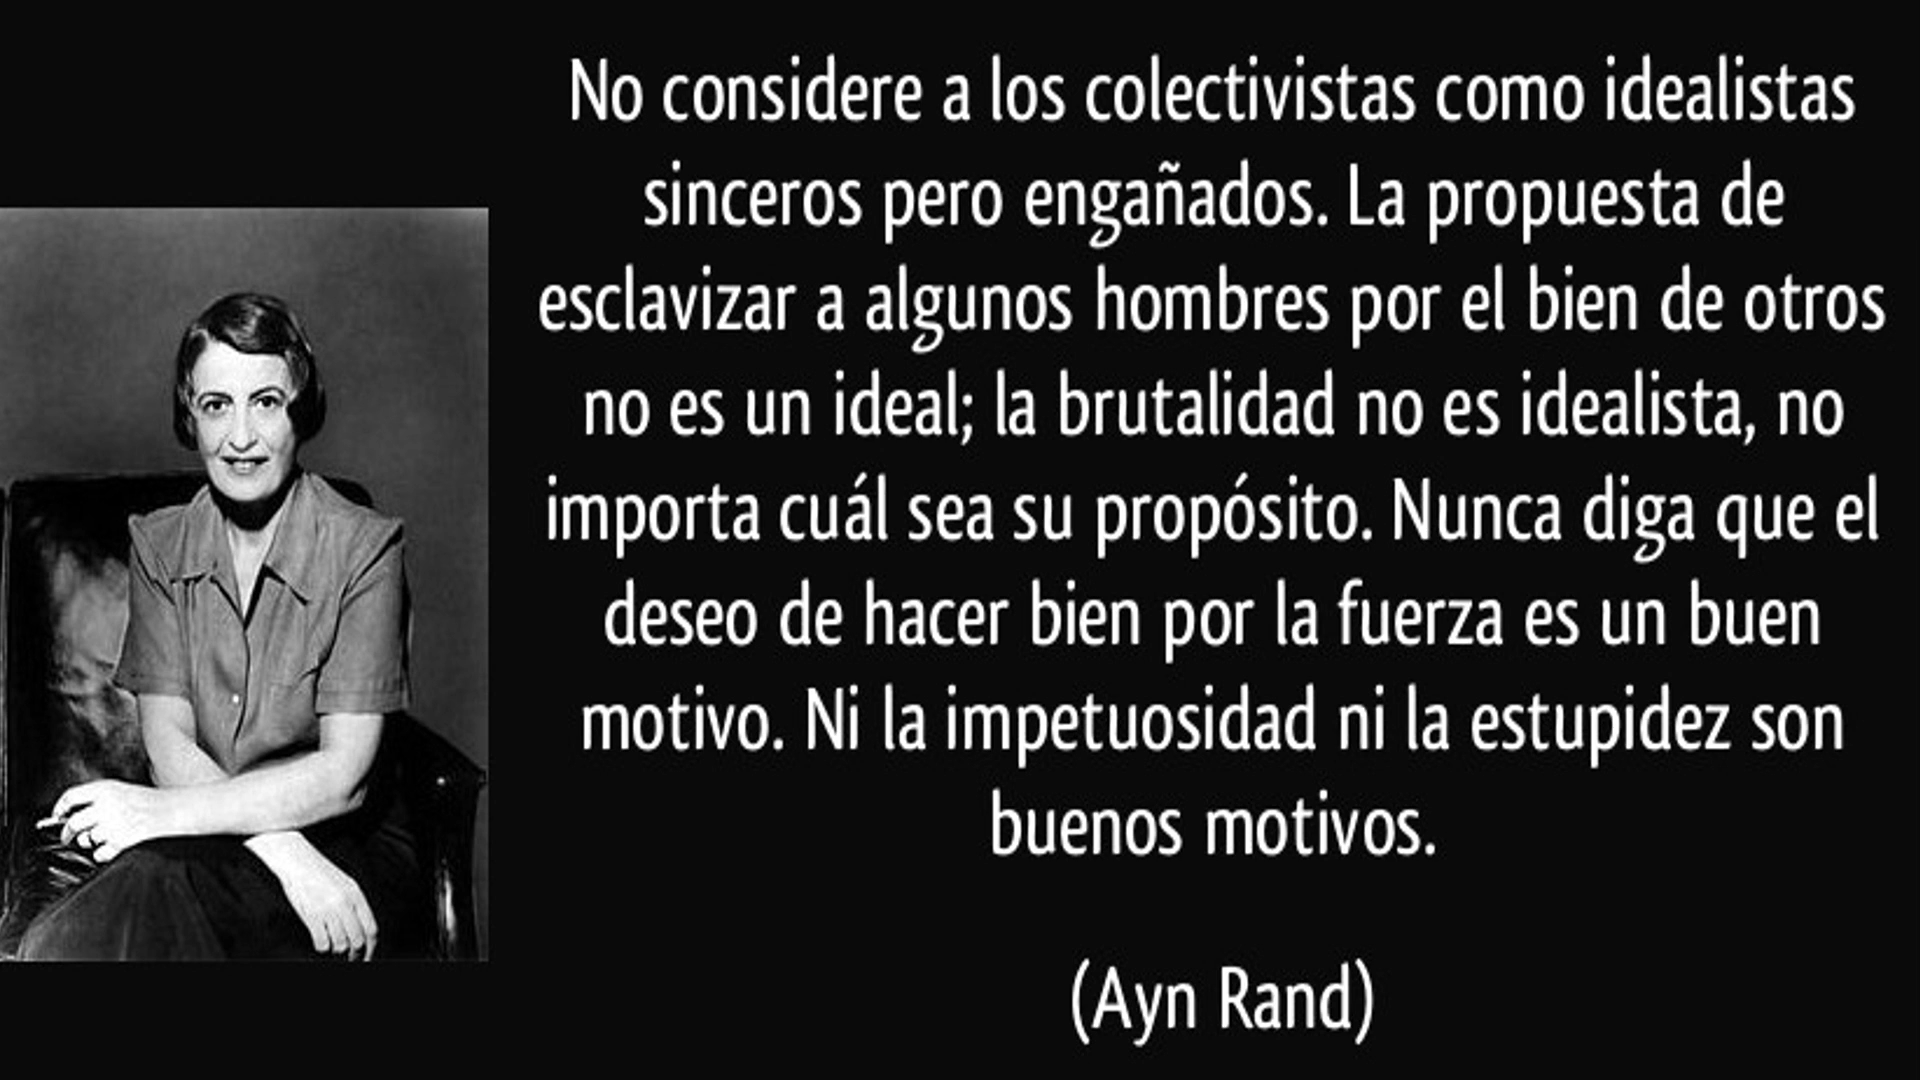 No considere a los colectivistas como idealistas
sinceros pero engañados. La propuesta de
esclavizar a algunos hombres por el bien de otros
no es un ideal; la brutalidad no es idealista, no
importa cuál sea su propósito. Nunca diga que el
deseo de hacer bien por la fuerza es un buen
motivo. Ni la impetuosidad ni la estupidez son
buenos motivos.
(Ayn Rand)